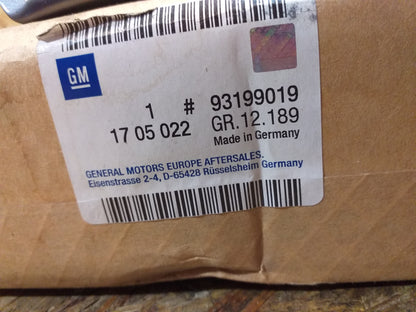 GM
1 # 93199019
17 05 022 GR.12.189
Made in Germany
GENERAL MOTORS EUROPE AFTERSALES.
Eisenstrasse 2-4, D-65428 Rüsselsheim Germany